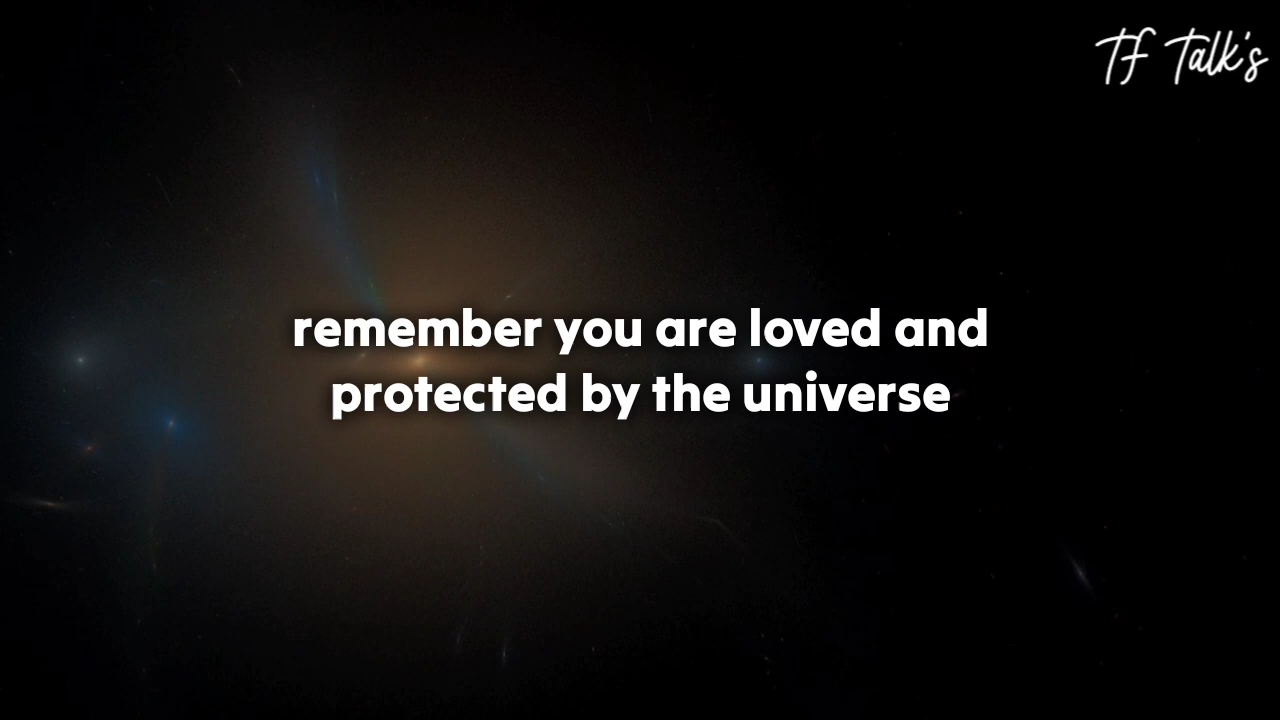 TF Talk's
remember you are loved and
protected by the universe